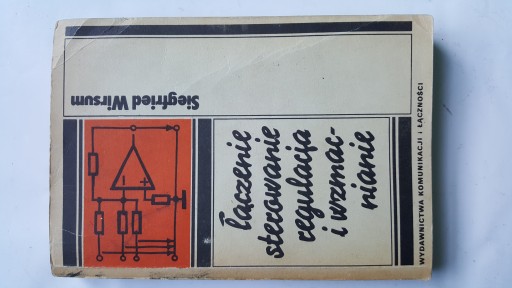 Siegfried Wirsum
łączenie
sterowanie
regulacja
i wzmac-
nianie
WYDAWNICTWA KOMUNIKACJI i ŁĄCZNOŚCI